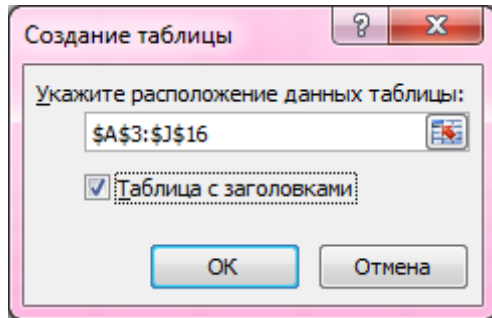 Создание таблицы
Укажите расположение данных таблицы:
$A$3:$J$16
Таблица с заголовками
ОК
Отмена